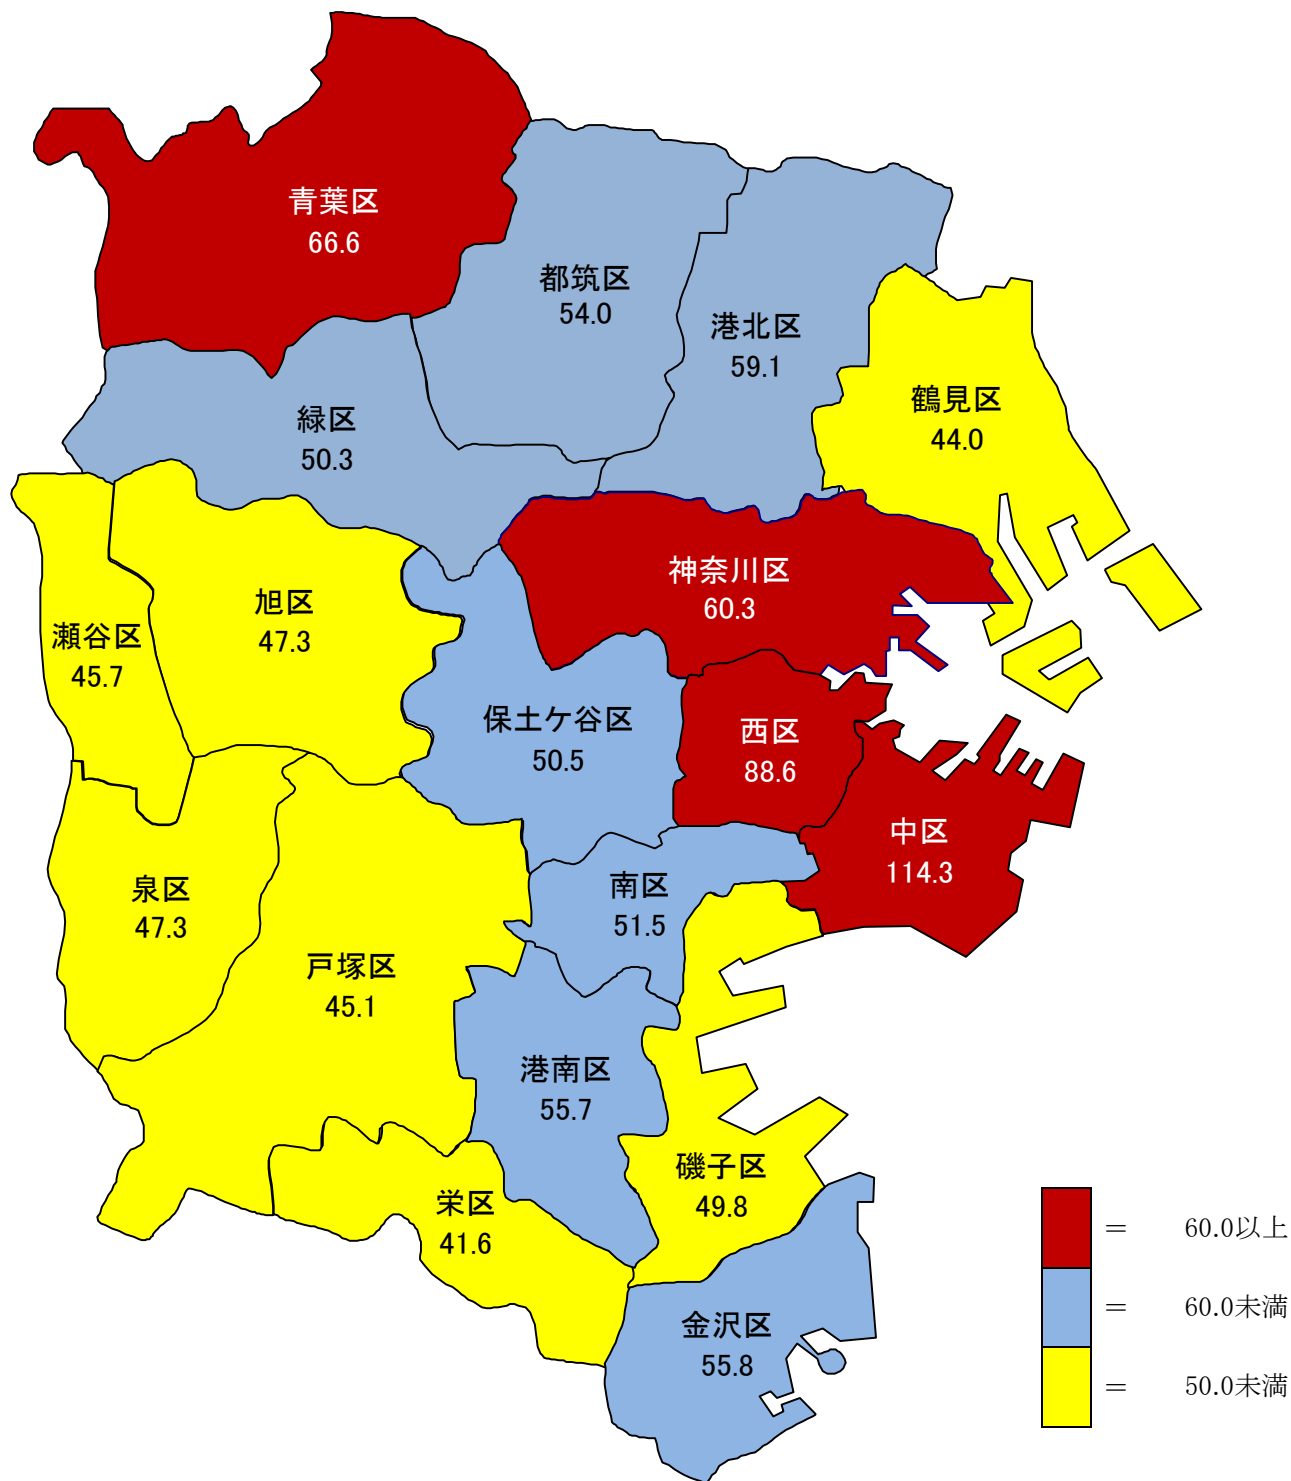 青葉区
66.6
都筑区
54.0
港北区
59.1
鶴見区
44.0
緑区
50.3
神奈川区
60.3
旭区
47.3
瀬谷区
45.7
保土ケ谷区
50.5
西区
88.6
中区
114.3
泉区
47.3
南区
51.5
戸塚区
45.1
港南区
55.7
磯子区
49.8
栄区
41.6
金沢区
55.8
＝ 60.0以上
＝ 60.0未満
＝ 50.0未満